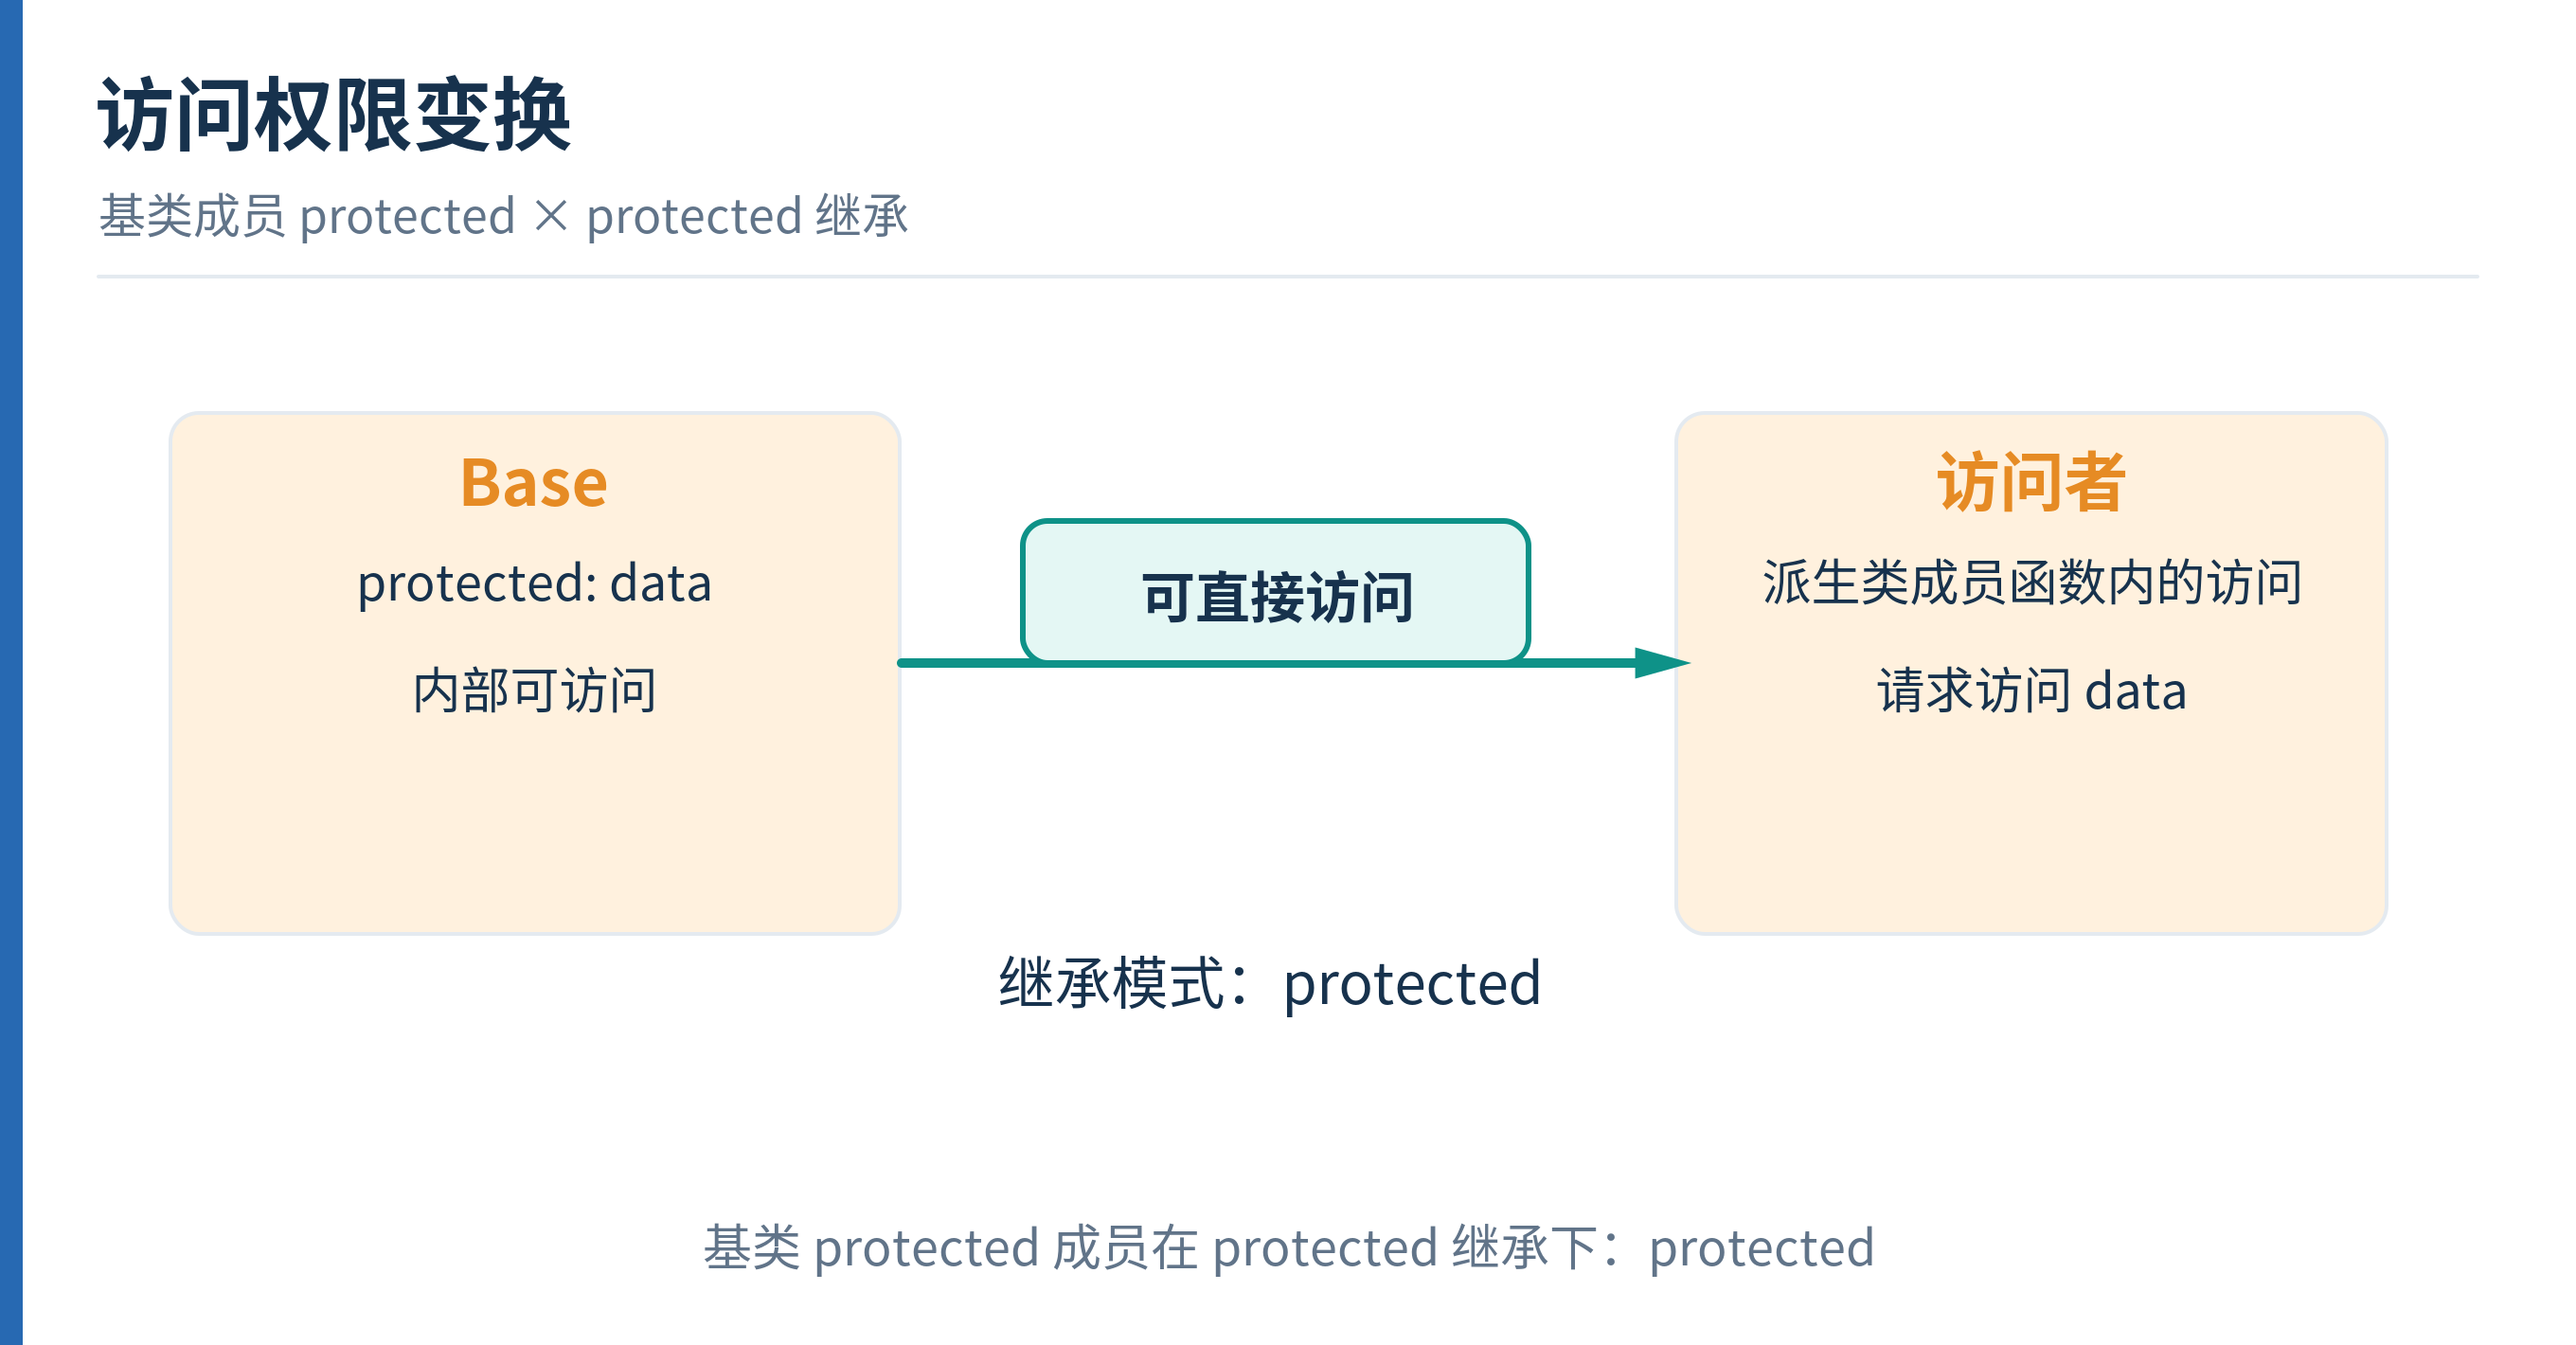 访问权限变换
基类成员 protected × protected 继承
Base
protected: data
内部可访问
可直接访问
访问者
派生类成员函数内的访问
请求访问 data
继承模式：protected
基类 protected 成员在 protected 继承下：protected